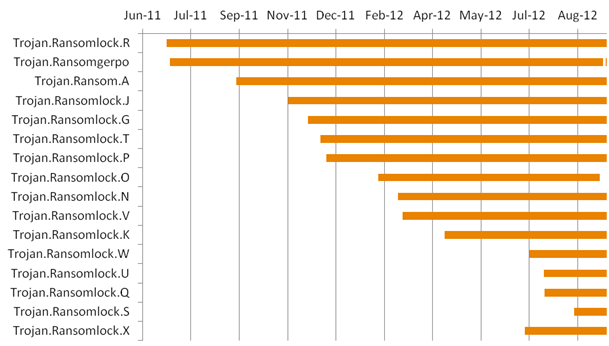 Jun-11 Jul-11 Sep-11 Nov-11 Dec-11 Feb-12 Apr-12 May-12 Jul-12 Aug-12
Trojan.Ransomlock.R
Trojan.Ransomgerpo
Trojan.Ransom.A
Trojan.Ransomlock.J
Trojan.Ransomlock.G
Trojan.Ransomlock.T
Trojan.Ransomlock.P
Trojan.Ransomlock.O
Trojan.Ransomlock.N
Trojan.Ransomlock.V
Trojan.Ransomlock.K
Trojan.Ransomlock.W
Trojan.Ransomlock.U
Trojan.Ransomlock.Q
Trojan.Ransomlock.S
Trojan.Ransomlock.X